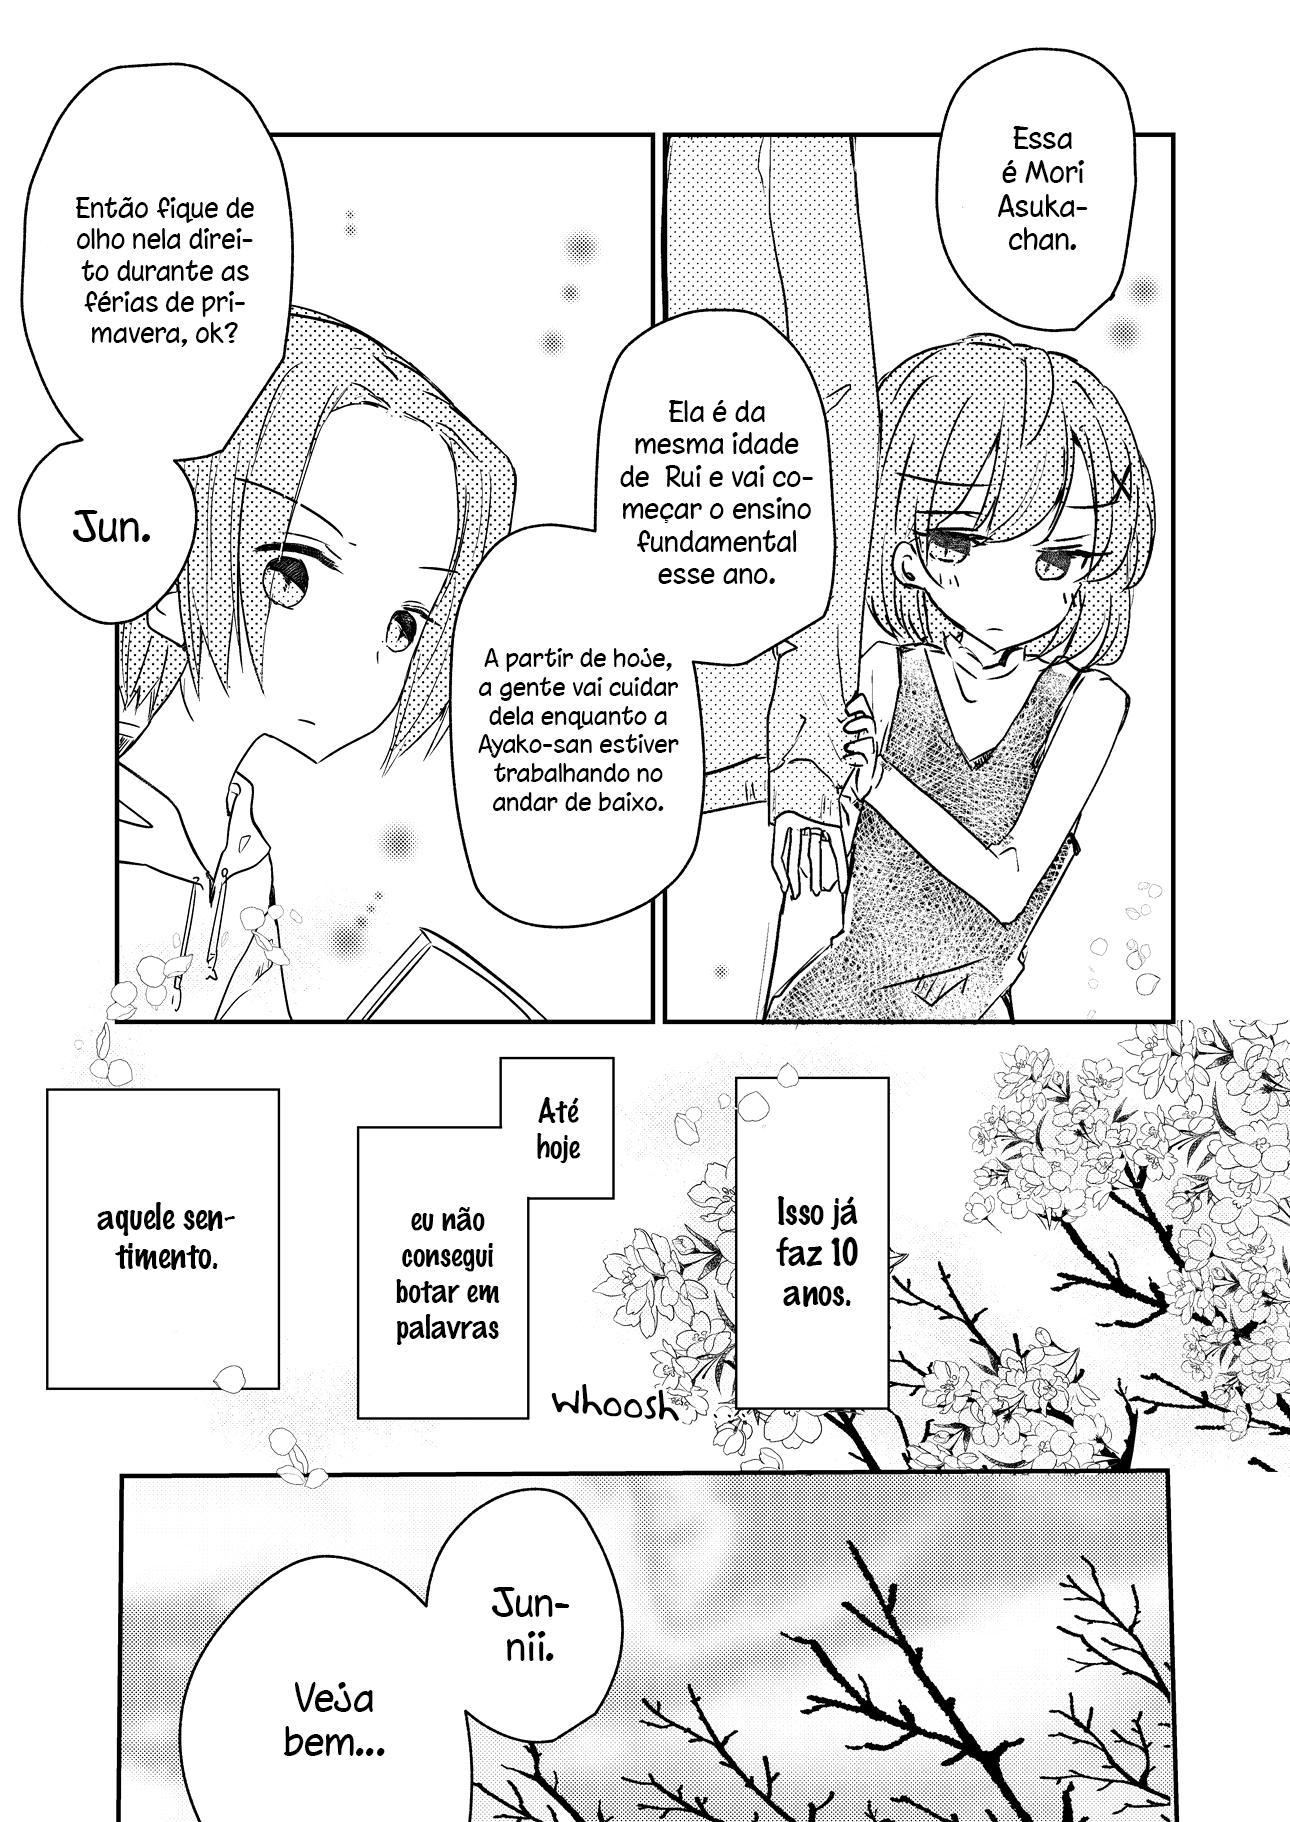 Essa
é Mori
Asuka-
chan.
Ela é da
mesma idade
de Rui e vai co-
meçar o ensino
fundamental
esse ano.
A partir de hoje,
a gente vai cuidar
dela enquanto a
Ayako-san estiver
trabalhando no
andar de baixo.
Então fique de
olho nela direi-
to durante as
férias de pri-
mavera, ok?
Jun.
Isso já
faz 10
anos.
Até
hoje
eu não
consegui
botar em
palavras
aquele sen-
timento.
whoosh
Jun-
nii.
Veja
bem...